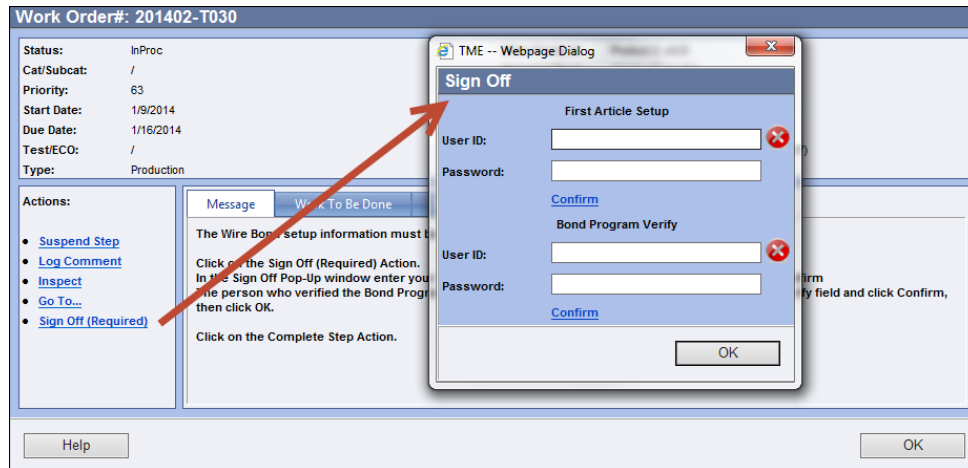 Work Order#: 201402-T030
Status: InProc
Cat/Subcat: /
Priority: 63
Start Date: 1/9/2014
Due Date: 1/16/2014
Test/ECO: /
Type: Production
Actions:
Suspend Step
Log Comment
Inspect
Go To...
Sign Off (Required)
Message
Work To Be Done
The Wire Bond setup information must
Click on the Sign Off (Required) Action.
In the Sign Off Pop-Up window enter you
The person who verified the Bond Progr
then click OK.
Click on the Complete Step Action.
TME -- Webpage Dialog
Sign Off
First Article Setup
User ID:
Password:
Confirm
Bond Program Verify
User ID:
Password:
Confirm
OK
firm
fy field and click Confirm,
Help
OK